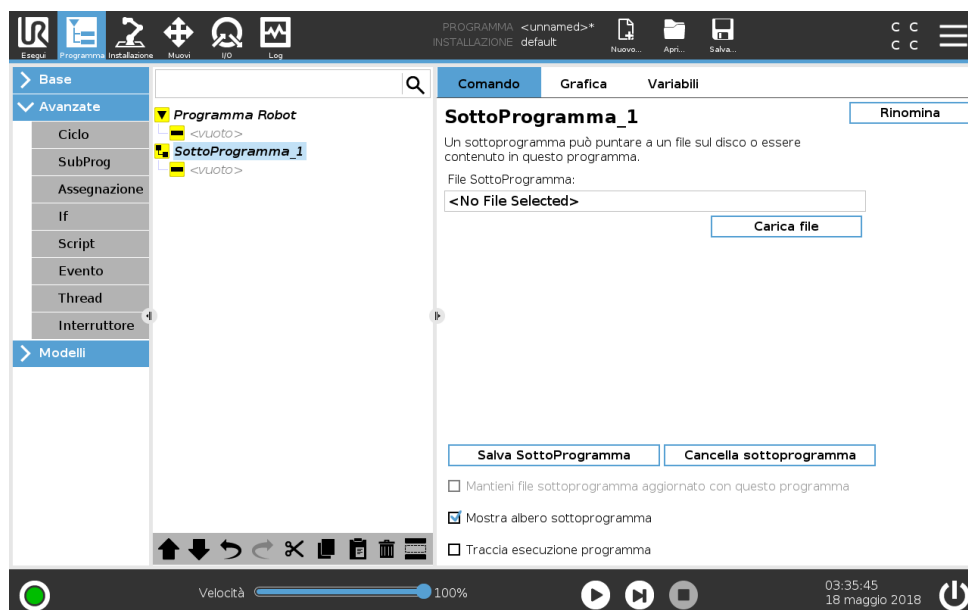 PROGRAMMA <unnamed>*
INSTALLAZIONE default
Esegui Programma Installazione Muovi I/O Log Nuovo... Apri... Salva...
C C
C C
Base
Avanzate
Ciclo
SubProg
Assegnazione
If
Script
Evento
Thread
Interruttore
Modelli
Programma Robot
<vuoto>
SottoProgramma_1
<vuoto>
Comando Grafica Variabili
SottoProgramma_1
Rinomina
Un sottoprogramma può puntare a un file sul disco o essere
contenuto in questo programma.
File SottoProgramma:
<No File Selected>
Carica file
Salva SottoProgramma Cancella sottoprogramma
Mantieni file sottoprogramma aggiornato con questo programma
Mostra albero sottoprogramma
Traccia esecuzione programma
Velocità 100%
03:35:45
18 maggio 2018